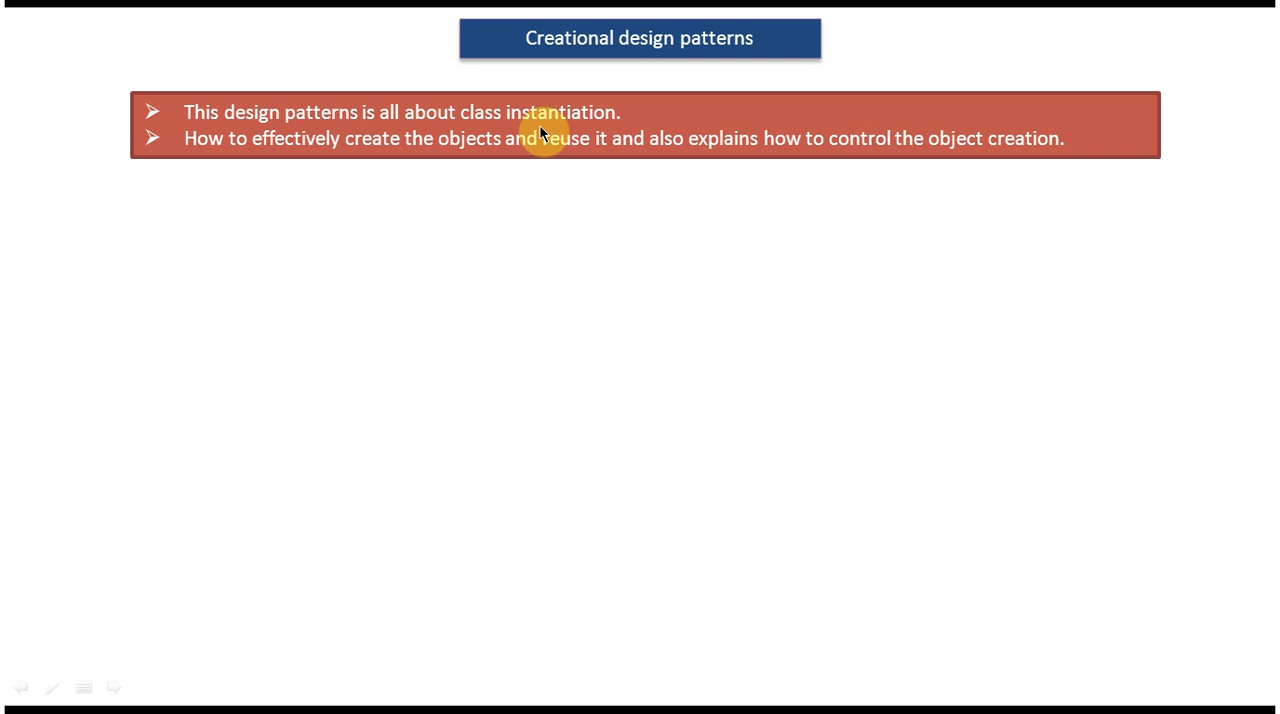 Creational design patterns
This design patterns is all about class instantiation.
How to effectively create the objects and reuse it and also explains how to control the object creation.